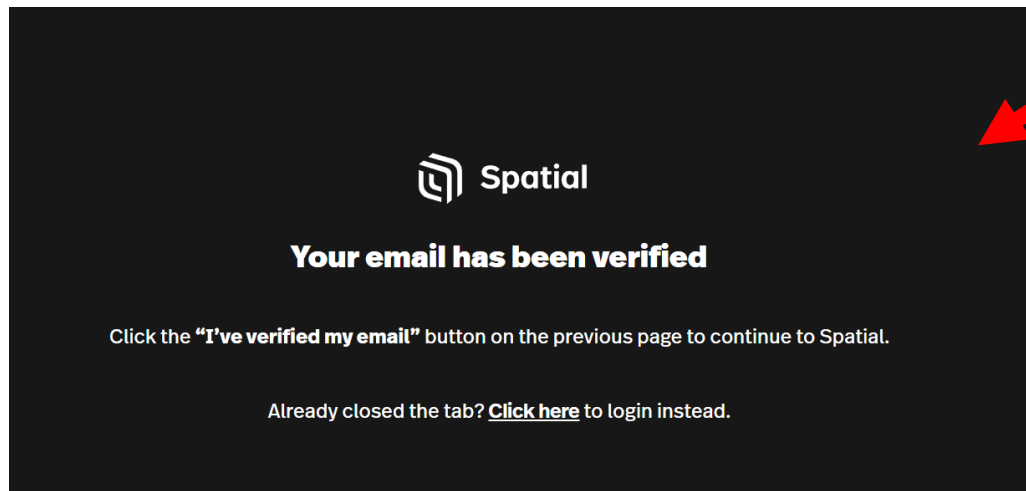 Spatial
Your email has been verified
Click the “I’ve verified my email” button on the previous page to continue to Spatial.
Already closed the tab? Click here to login instead.